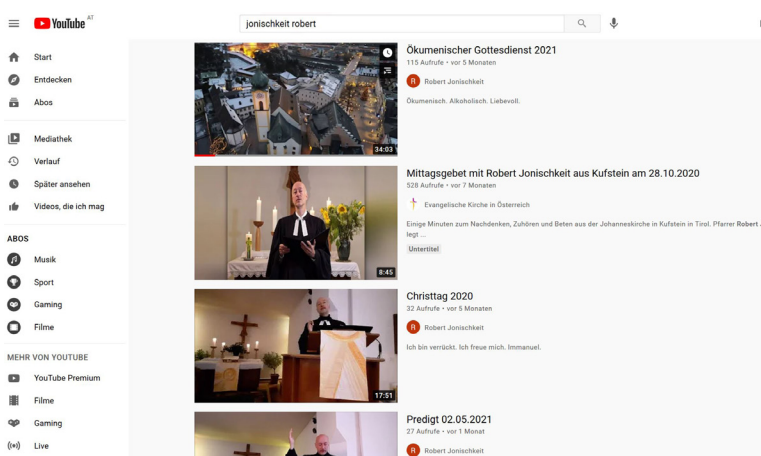 YouTube AT
jonischkeit robert
Start
Entdecken
Abos
Mediathek
Verlauf
Später ansehen
Videos, die ich mag
ABOS
Musik
Sport
Gaming
Filme
MEHR VON YOUTUBE
YouTube Premium
Filme
Gaming
Live
34:03
Ökumenischer Gottesdienst 2021
115 Aufrufe • vor 5 Monaten
R Robert Jonischkeit
Ökumenisch. Alkoholisch. Liebevoll.
8:45
Mittagsgebet mit Robert Jonischkeit aus Kufstein am 28.10.2020
528 Aufrufe • vor 7 Monaten
Evangelische Kirche in Österreich
Einige Minuten zum Nachdenken, Zuhören und Beten aus der Johanneskirche in Kufstein in Tirol. Pfarrer Robert
legt ...
Untertitel
17:51
Christtag 2020
32 Aufrufe • vor 5 Monaten
R Robert Jonischkeit
Ich bin verrückt. Ich freue mich. Immanuel.
Predigt 02.05.2021
27 Aufrufe • vor 1 Monat
R Robert Jonischkeit